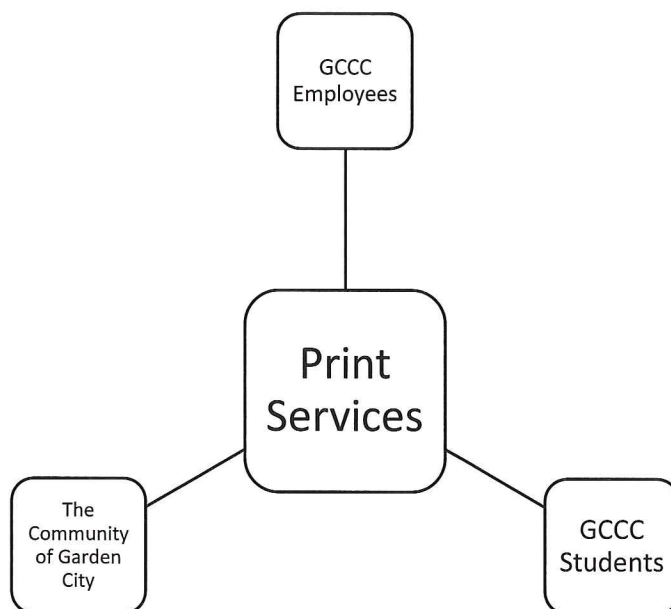 GCCC
Employees
Print
Services
The
Community
of Garden
City
GCCC
Students